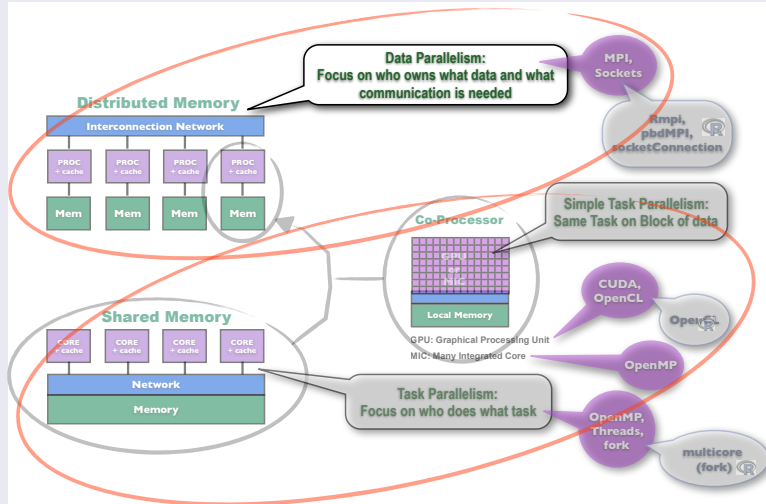 Data Parallelism:
Focus on who owns what data and what
communication is needed
MPI,
Sockets
Distributed Memory
Interconnection Network
Rmpi,
pbdMPI,
socketConnection
R
PROC
+ cache
PROC
+ cache
PROC
+ cache
PROC
+ cache
Mem
Mem
Mem
Mem
Simple Task Parallelism:
Same Task on Block of data
Co-Processor
GPU
or
MIC
Local Memory
CUDA,
OpenCL
OpenCL
R
GPU: Graphical Processing Unit
MIC: Many Integrated Core
OpenMP
Shared Memory
CORE
+ cache
CORE
+ cache
CORE
+ cache
CORE
+ cache
Network
Memory
Task Parallelism:
Focus on who does what task
OpenMP,
Threads,
fork
multicore
(fork)
R